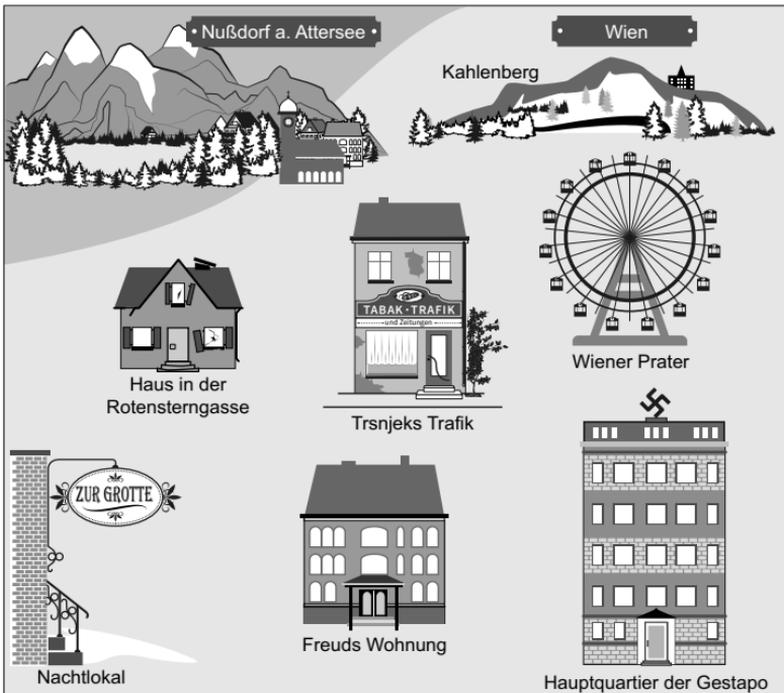 Nußdorf a. Attersee
Wien
Kahlenberg
TABAK · TRAFIK
und Zeitungen
Wiener Prater
Haus in der
Rotensterngasse
Trsnjeks Trafik
ZUR GROTTE
Freuds Wohnung
Nachtlokal
Hauptquartier der Gestapo